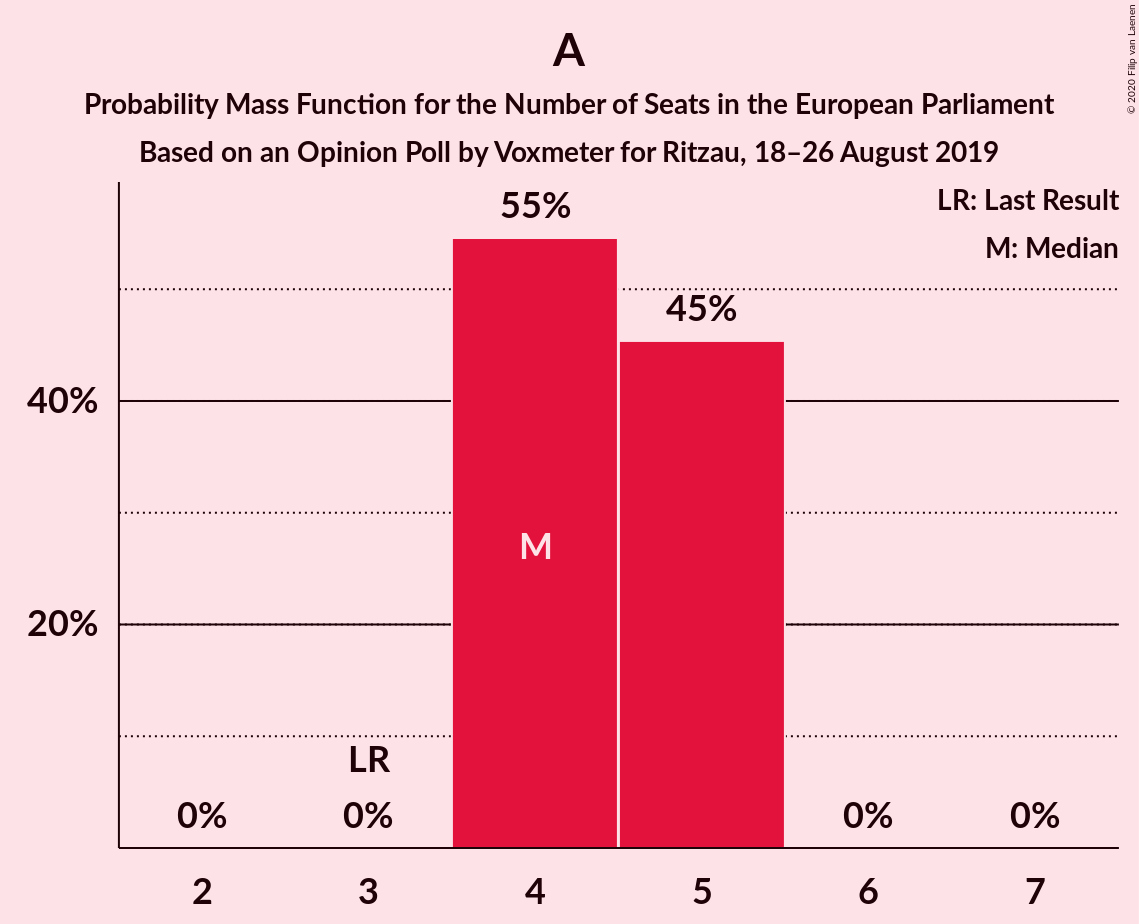 A
Probability Mass Function for the Number of Seats in the European Parliament
Based on an Opinion Poll by Voxmeter for Ritzau, 18–26 August 2019
© 2020 Filip van Laenen
LR: Last Result
M: Median
55%
45%
40%
M
20%
LR
0% 0% 0% 0%
2 3 4 5 6 7